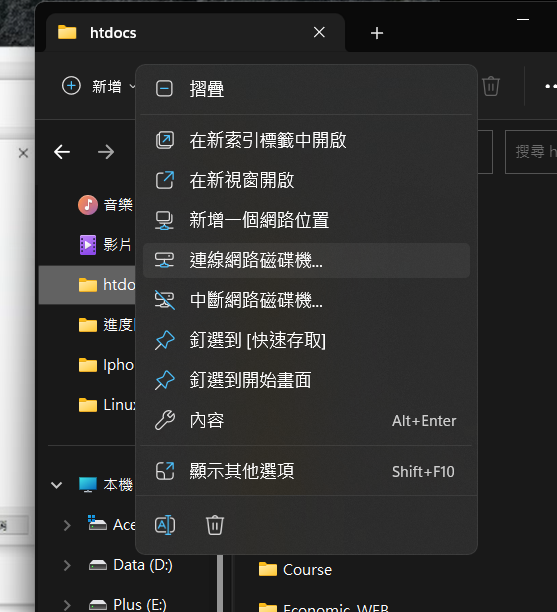 htdocs
新增
摺疊
在新索引標籤中開啟
在新視窗開啟
新增一個網路位置
連線網路磁碟機...
中斷網路磁碟機...
釘選到 [快速存取]
釘選到開始畫面
內容 Alt+Enter
顯示其他選項 Shift+F10
搜尋 h
音樂
影片
htdo
進度
Ipho
Linux
本機
Ace
Data (D:)
Plus (E:)
Course
Economic_WEB